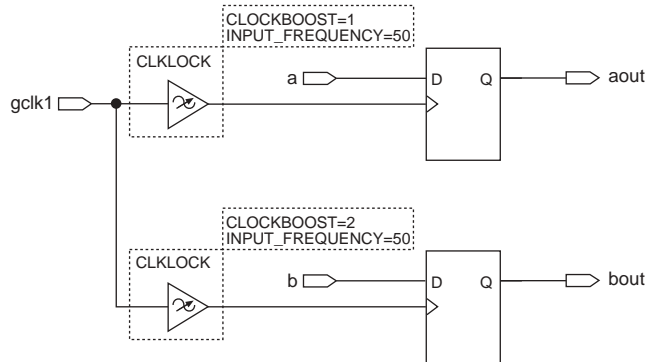 CLOCKBOOST=1
INPUT_FREQUENCY=50
CLKLOCK
gclk1
a
D Q
aout
CLOCKBOOST=2
INPUT_FREQUENCY=50
CLKLOCK
b
D Q
bout